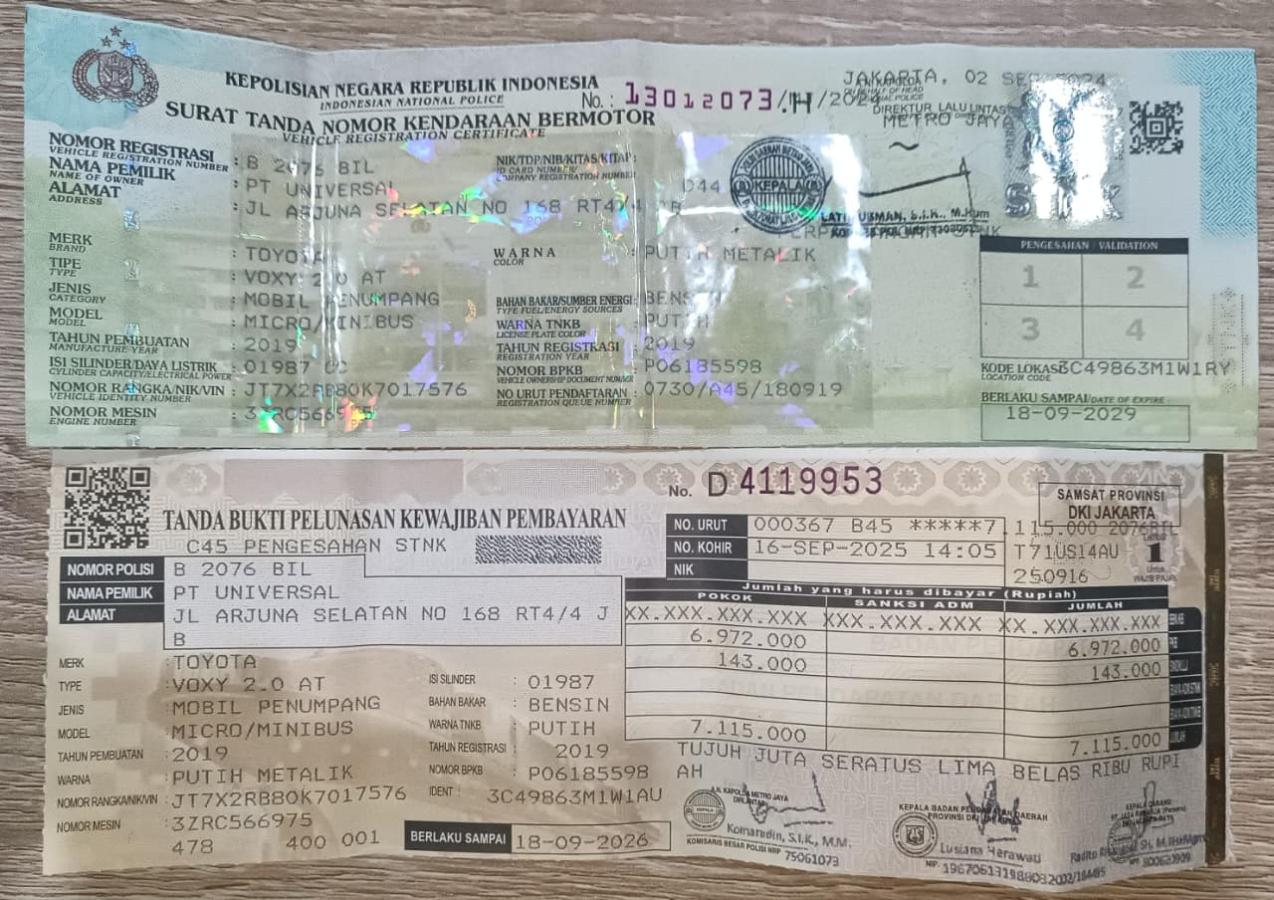 KEPOLISIAN NEGARA REPUBLIK INDONESIA
INDONESIAN NATIONAL POLICE
No. : 13012073/.H/2024
SURAT TANDA NOMOR KENDARAAN BERMOTOR
VEHICLE REGISTRATION CERTIFICATE
JAKARTA, 02 SEP 2024
DIREKTUR LALU LINTAS
METRO JAYA
NOMOR REGISTRASI : B 2076 BIL
VEHICLE REGISTRATION NUMBER
NAMA PEMILIK : PT UNIVERSAL
NAME OF OWNER
ALAMAT : JL ARJUNA SELATAN NO 168 RT4/4
ADDRESS
NIK/TDP/NIB/KITAS/KITAP :
ID CARD NUMBER/
COMPANY REGISTRATION NUMBER
KEPALA
MERK : TOYOTA
BRAND
TIPE : VOXY 2.0 AT
TYPE
JENIS : MOBIL PENUMPANG
CATEGORY
MODEL : MICRO/MINIBUS
MODEL
TAHUN PEMBUATAN : 2019
MANUFACTURE YEAR
ISI SILINDER/DAYA LISTRIK : 01987 CC
CYLINDER CAPACITY/ELECTRICAL POWER
NOMOR RANGKA/NIK/VIN : JT7X2RB80K7017576
VEHICLE IDENTITY NUMBER
NOMOR MESIN : 3ZRC566975
ENGINE NUMBER
WARNA : PUTIH METALIK
COLOR
BAHAN BAKAR/SUMBER ENERGI : BENSIN
TYPE FUEL/ENERGY SOURCES
WARNA TNKB : PUTIH
LICENSE PLATE COLOR
TAHUN REGISTRASI : 2019
REGISTRATION YEAR
NOMOR BPKB : P06185598
VEHICLE OWNERSHIP DOCUMENT NUMBER
NO URUT PENDAFTARAN : 0730/A45/180919
REGISTRATION QUEUE NUMBER
PENGESAHAN / VALIDATION
1 2
3 4
KODE LOKASI 3C49863M1W1RY
LOCATION CODE
BERLAKU SAMPAI/DATE OF EXPIRE :
18-09-2029
No. D 4119953
TANDA BUKTI PELUNASAN KEWAJIBAN PEMBAYARAN
C45 PENGESAHAN STNK
SAMSAT PROVINSI
DKI JAKARTA
NOMOR POLISI B 2076 BIL
NAMA PEMILIK PT UNIVERSAL
ALAMAT JL ARJUNA SELATAN NO 168 RT4/4 J
B
NO. URUT 000367 B45 *****7.115.000 2076BIL
NO. KOHIR 16-SEP-2025 14:05 T71US14AU
NIK 250916
1
Jumlah yang harus dibayar (Rupiah)
POKOK SANKSI ADM JUMLAH
XX.XXX.XXX.XXX XXX.XXX.XXX XX.XXX.XXX.XXX
6.972.000 6.972.000
143.000 143.000
7.115.000 7.115.000
TUJUH JUTA SERATUS LIMA BELAS RIBU RUPI
AH
MERK : TOYOTA
TYPE : VOXY 2.0 AT
JENIS : MOBIL PENUMPANG
MODEL : MICRO/MINIBUS
TAHUN PEMBUATAN : 2019
WARNA : PUTIH METALIK
NOMOR RANGKA/NIK/VIN : JT7X2RB80K7017576
NOMOR MESIN : 3ZRC566975
478 400 001
ISI SILINDER : 01987
BAHAN BAKAR : BENSIN
WARNA TNKB : PUTIH
TAHUN REGISTRASI : 2019
NOMOR BPKB : P06185598
IDENT : 3C49863M1W1AU
BERLAKU SAMPAI 18-09-2026
Komarudin, S.I.K., M.M.
KOMISARIS BESAR POLISI NRP 75061073
Lusiana Herawati